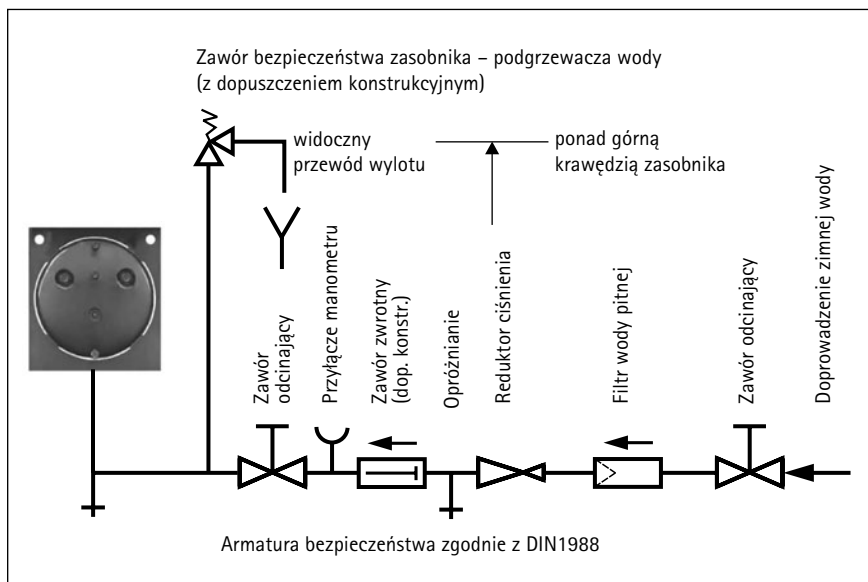 Zawór bezpieczeństwa zasobnika – podgrzewacza wody
(z dopuszczeniem konstrukcyjnym)
widoczny
przewód wylotu
ponad górną
krawędzią zasobnika
Zawór
odcinający
Przyłącze manometru
Zawór zwrotny
(dop. konstr.)
Opróżnianie
Reduktor ciśnienia
Filtr wody pitnej
Zawór odcinający
Doprowadzenie zimnej wody
Armatura bezpieczeństwa zgodnie z DIN1988